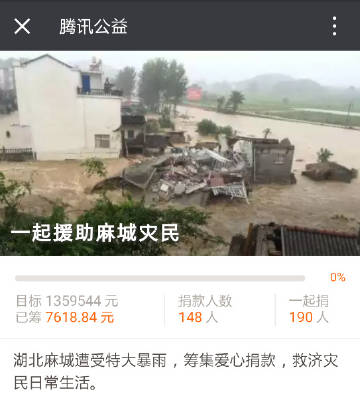 腾讯公益
一起援助麻城灾民
0%
目标 1359544 元
捐款人数
一起捐
已筹 7618.84 元
148 人
190 人
湖北麻城遭受特大暴雨，筹集爱心捐款，救济灾
民日常生活。